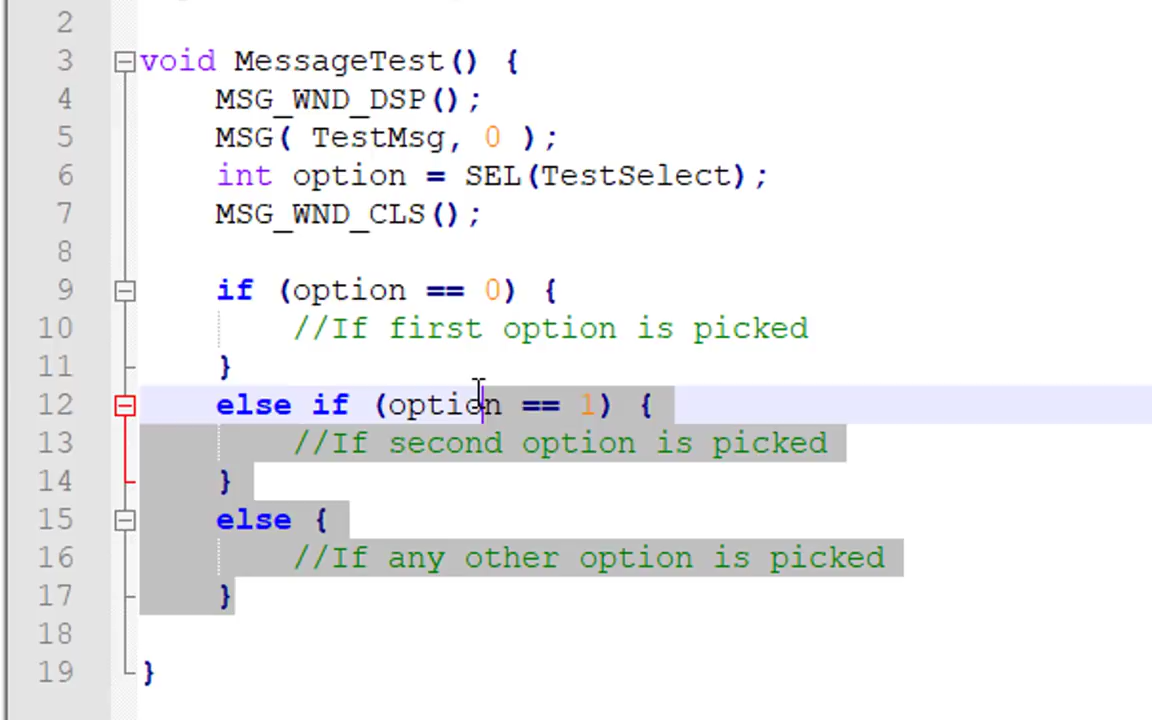 2
3 void MessageTest() {
4 MSG_WND_DSP();
5 MSG( TestMsg, 0 );
6 int option = SEL(TestSelect);
7 MSG_WND_CLS();
8
9 if (option == 0) {
10 //If first option is picked
11 }
12 else if (option == 1) {
13 //If second option is picked
14 }
15 else {
16 //If any other option is picked
17 }
18
19 }